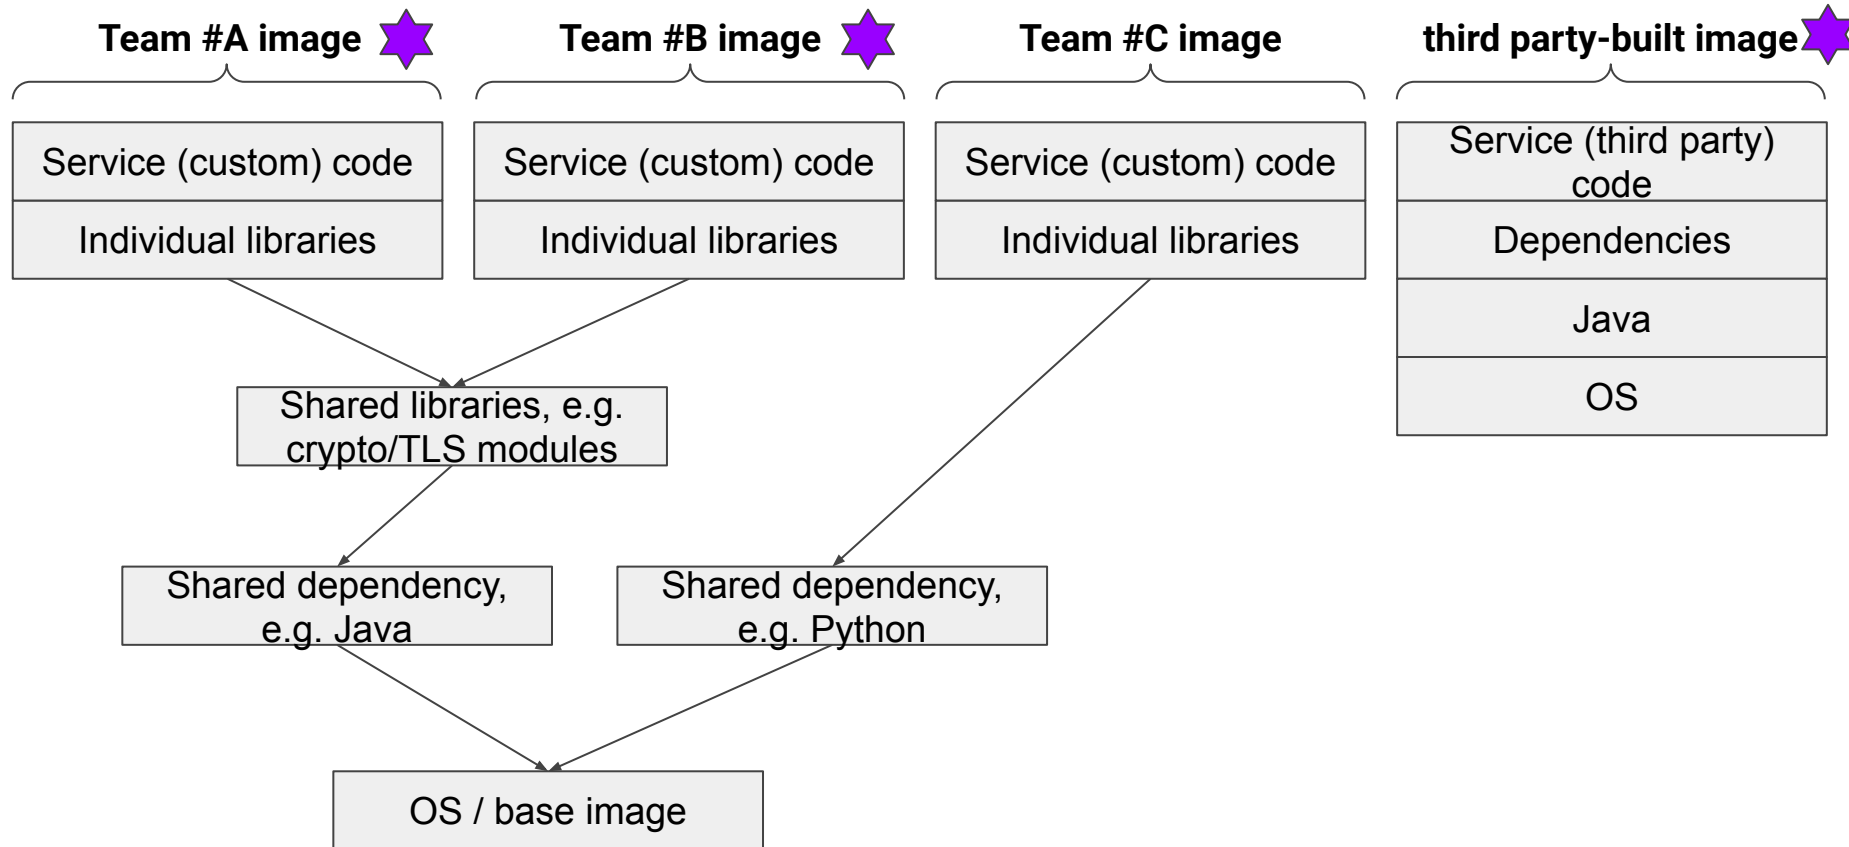 Team #A image
Team #B image
Team #C image
third party-built image
Service (custom) code
Service (custom) code
Service (custom) code
Service (third party)
code
Individual libraries
Individual libraries
Individual libraries
Dependencies
Java
OS
Shared libraries, e.g.
crypto/TLS modules
Shared dependency,
e.g. Java
Shared dependency,
e.g. Python
OS / base image